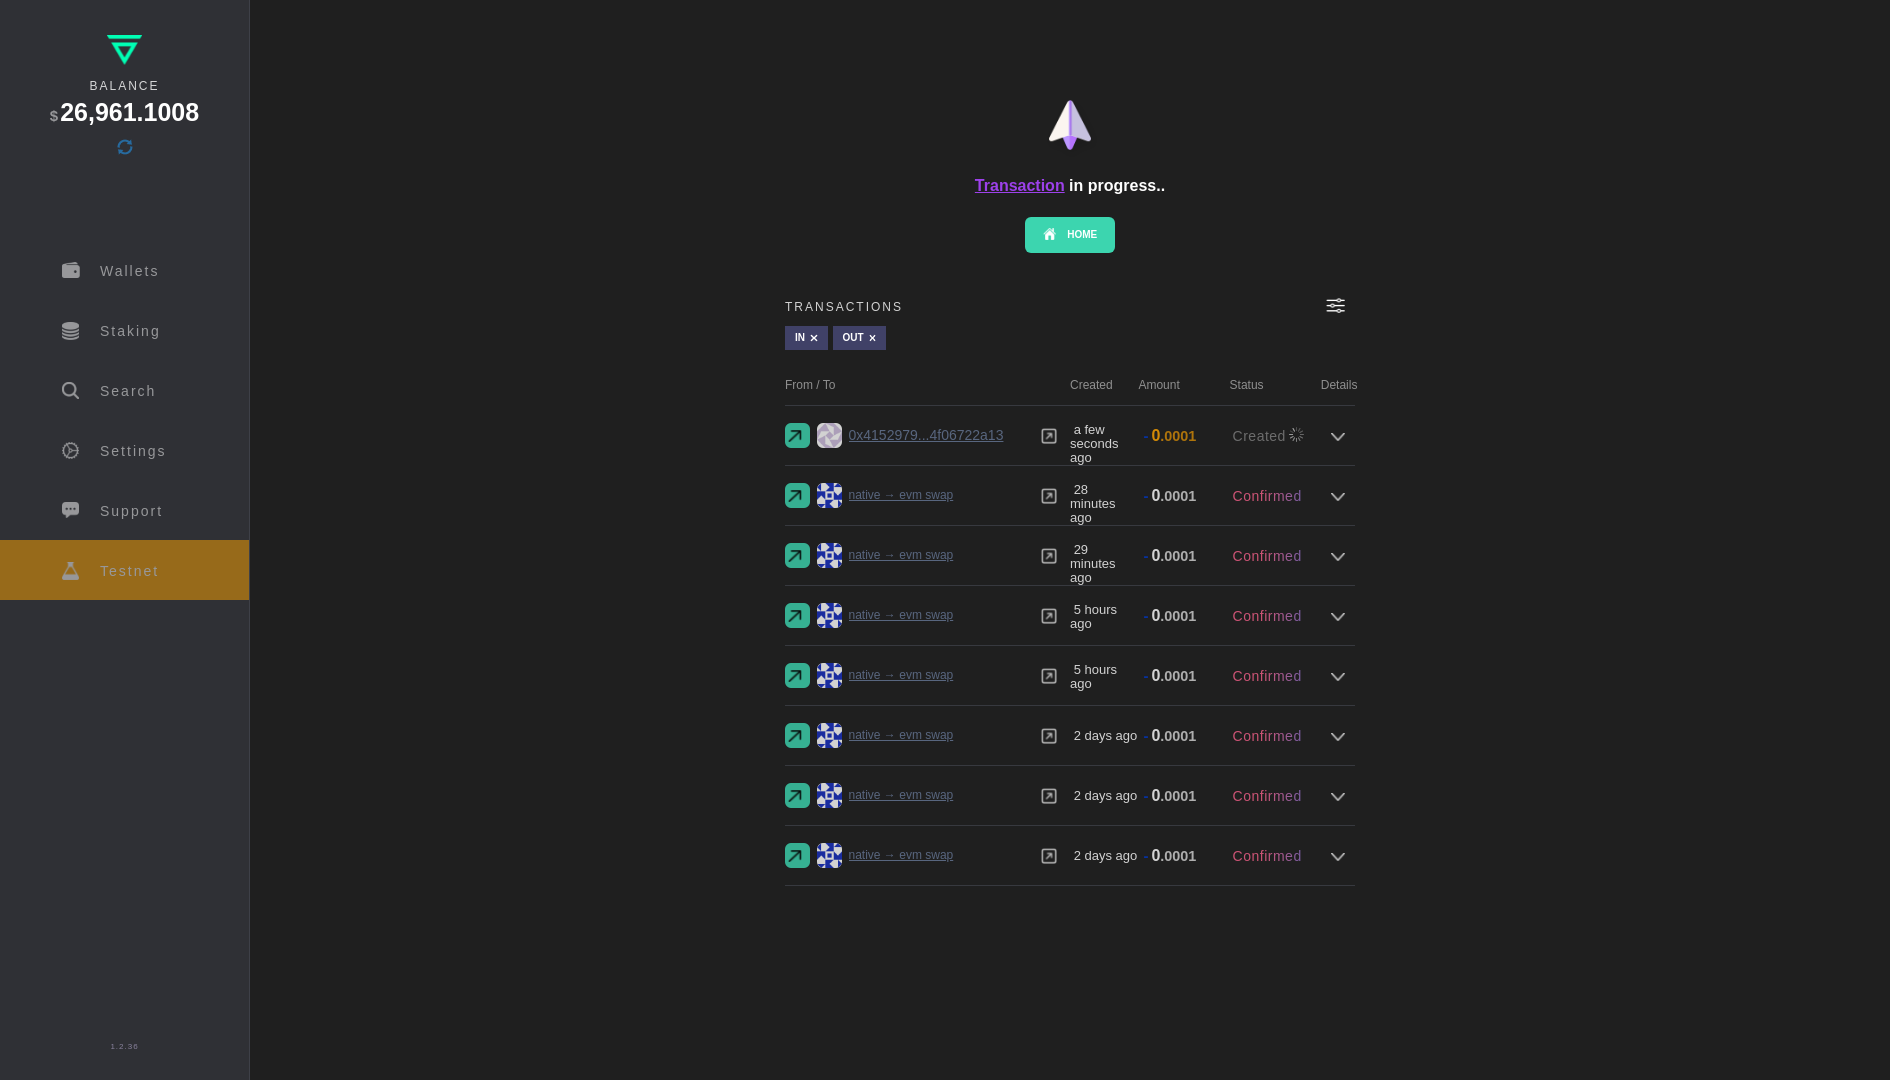 BALANCE
$26,961.1008
Wallets
Staking
Search
Settings
Support
Testnet
1.2.36
Transaction in progress..
HOME
TRANSACTIONS
IN × OUT ×
From / To Created Amount Status Details
0x4152979...4f06722a13 a few seconds ago - 0.0001 Created
native → evm swap 28 minutes ago - 0.0001 Confirmed
native → evm swap 29 minutes ago - 0.0001 Confirmed
native → evm swap 5 hours ago - 0.0001 Confirmed
native → evm swap 5 hours ago - 0.0001 Confirmed
native → evm swap 2 days ago - 0.0001 Confirmed
native → evm swap 2 days ago - 0.0001 Confirmed
native → evm swap 2 days ago - 0.0001 Confirmed